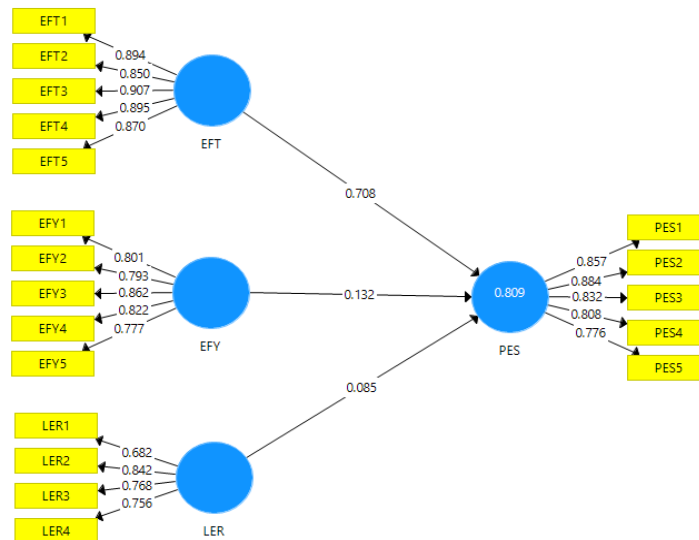 EFT1
EFT2
EFT3
EFT4
EFT5
0.894
0.850
0.907
0.895
0.870
EFT
0.708
EFY1
EFY2
EFY3
EFY4
EFY5
0.801
0.793
0.862
0.822
0.777
EFY
0.132
LER1
LER2
LER3
LER4
0.682
0.842
0.768
0.756
LER
0.085
0.809
PES
0.857
0.884
0.832
0.808
0.776
PES1
PES2
PES3
PES4
PES5